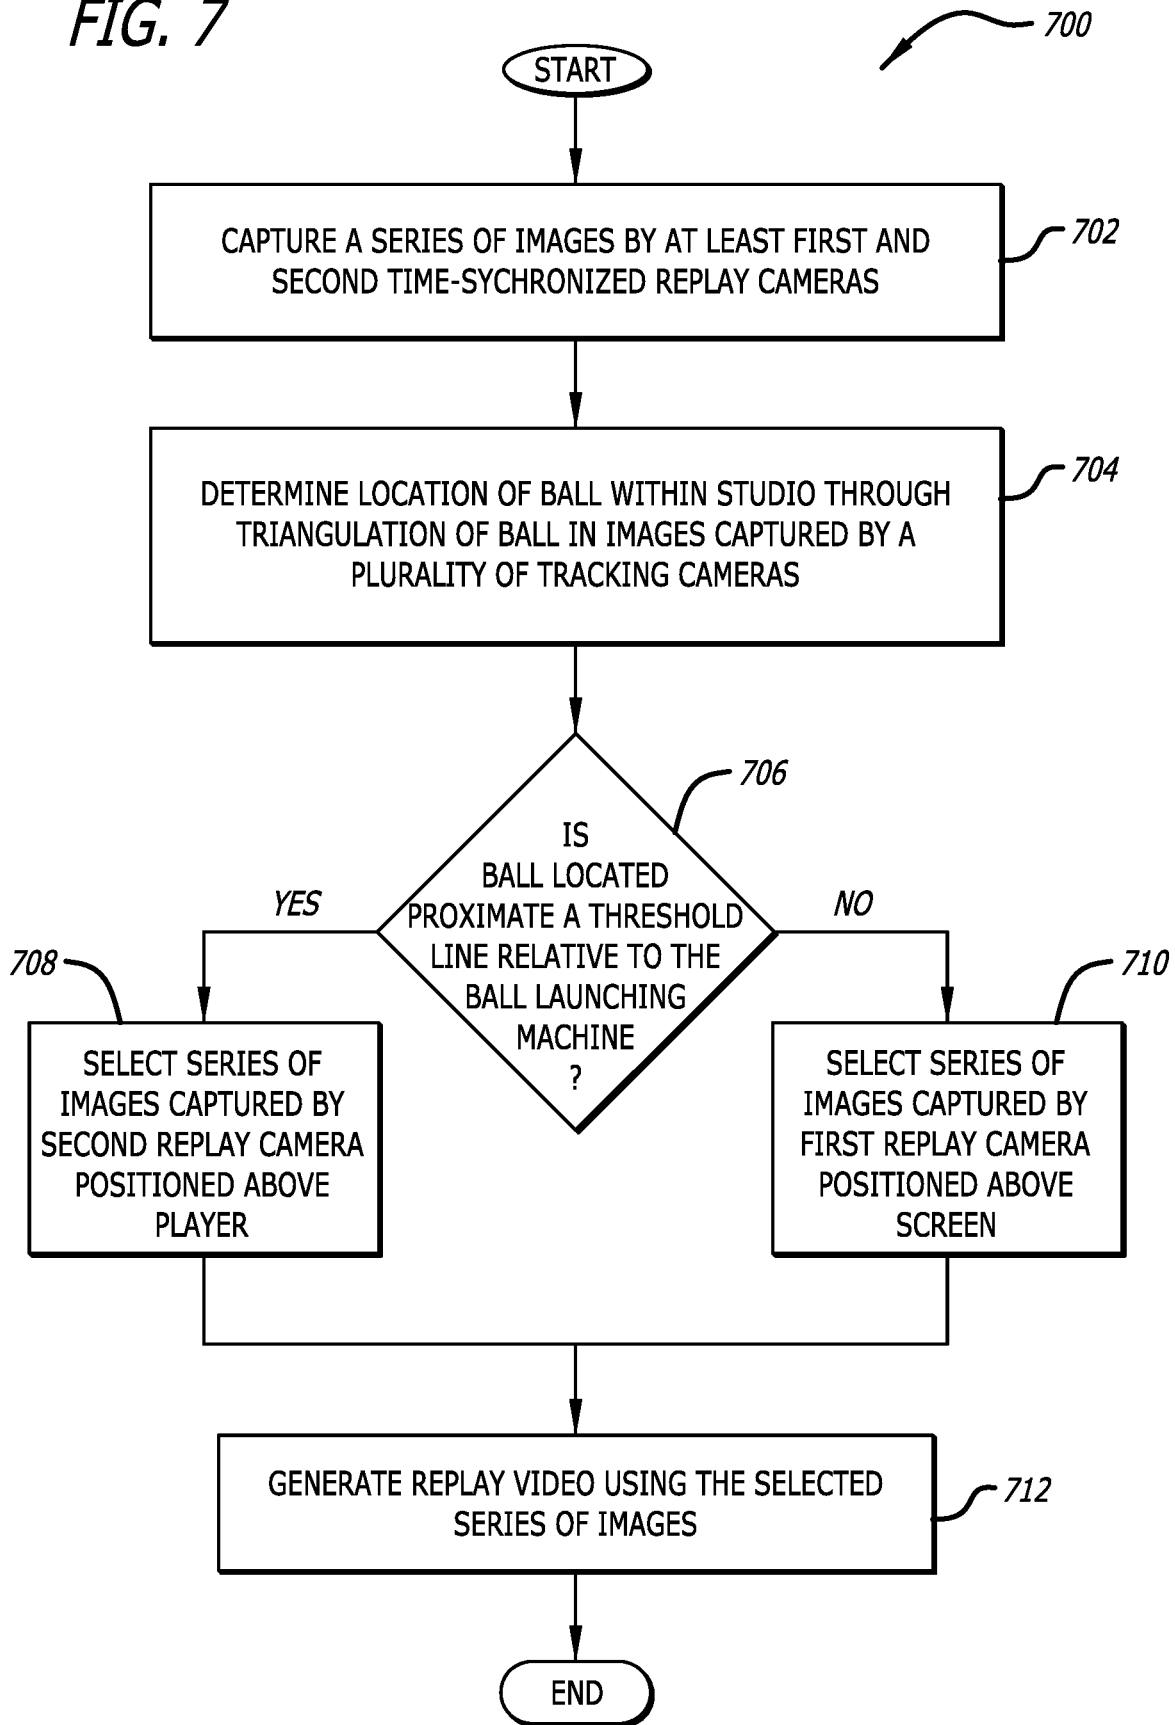 FIG. 7
700
START
CAPTURE A SERIES OF IMAGES BY AT LEAST FIRST AND
SECOND TIME-SYCHRONIZED REPLAY CAMERAS
702
DETERMINE LOCATION OF BALL WITHIN STUDIO THROUGH
TRIANGULATION OF BALL IN IMAGES CAPTURED BY A
PLURALITY OF TRACKING CAMERAS
704
706
IS
BALL LOCATED
PROXIMATE A THRESHOLD
LINE RELATIVE TO THE
BALL LAUNCHING
MACHINE
?
YES
NO
708
SELECT SERIES OF
IMAGES CAPTURED BY
SECOND REPLAY CAMERA
POSITIONED ABOVE
PLAYER
710
SELECT SERIES OF
IMAGES CAPTURED BY
FIRST REPLAY CAMERA
POSITIONED ABOVE
SCREEN
GENERATE REPLAY VIDEO USING THE SELECTED
SERIES OF IMAGES
712
END